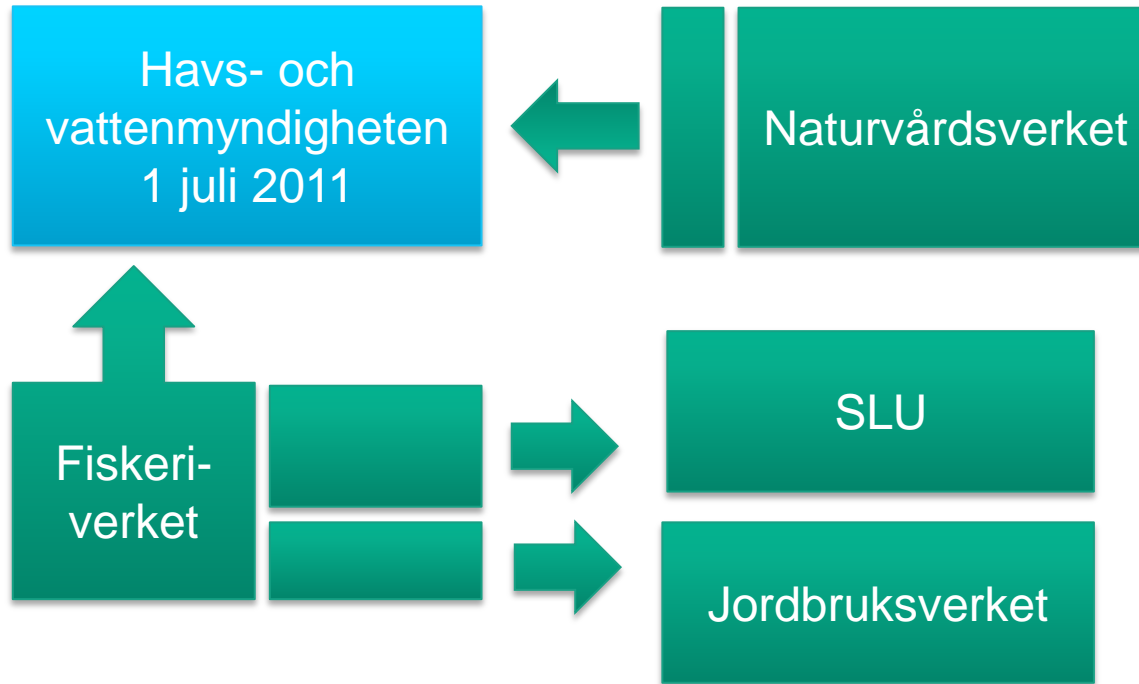 Havs- och
vattenmyndigheten
1 juli 2011
Naturvårdsverket
Fiskeri-
verket
SLU
Jordbruksverket